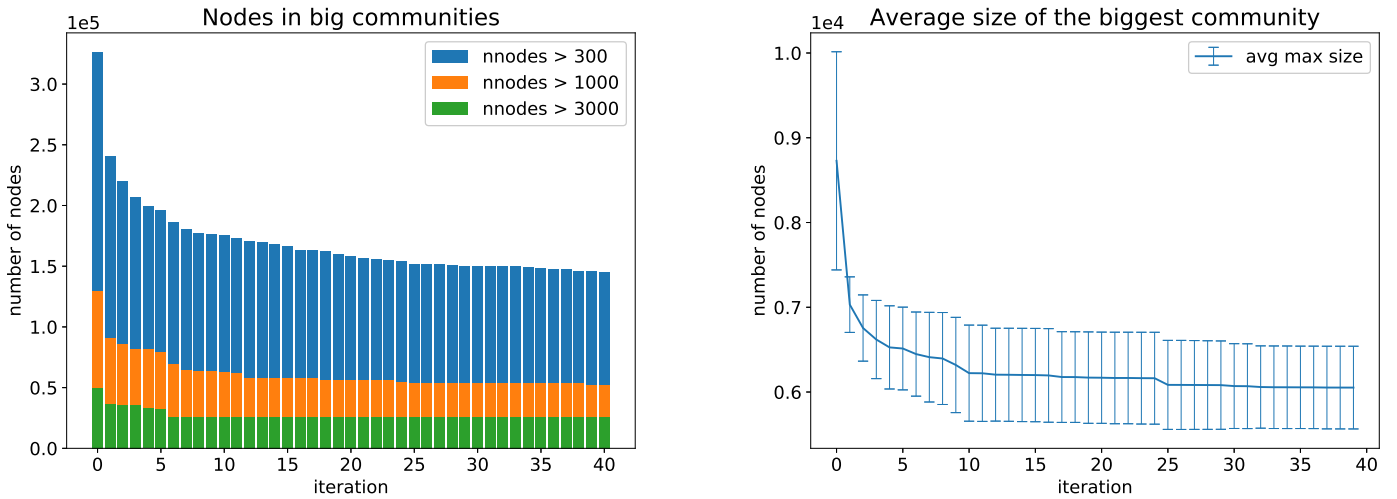 Nodes in big communities
1e5
nnodes > 300
nnodes > 1000
nnodes > 3000
3.0
2.5
2.0
1.5
1.0
0.5
0.0
number of nodes
0 5 10 15 20 25 30 35 40
iteration
Average size of the biggest community
1e4
avg max size
1.0
0.9
0.8
0.7
0.6
number of nodes
0 5 10 15 20 25 30 35 40
iteration